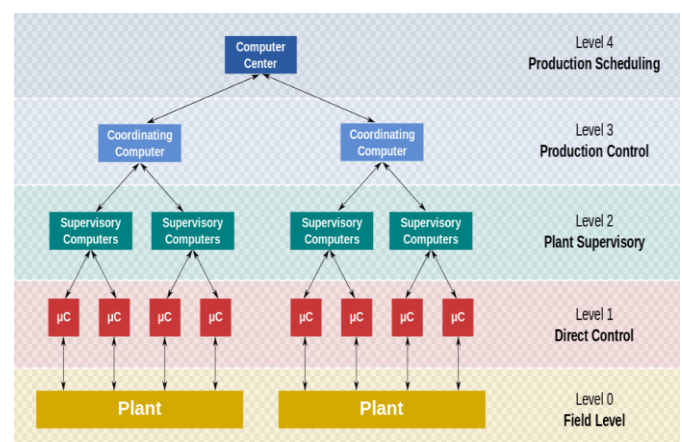 Computer
Center
Level 4
Production Scheduling
Coordinating
Computer
Coordinating
Computer
Level 3
Production Control
Supervisory
Computers
Supervisory
Computers
Supervisory
Computers
Supervisory
Computers
Level 2
Plant Supervisory
µC
µC
µC
µC
µC
µC
µC
µC
Level 1
Direct Control
Plant
Plant
Level 0
Field Level